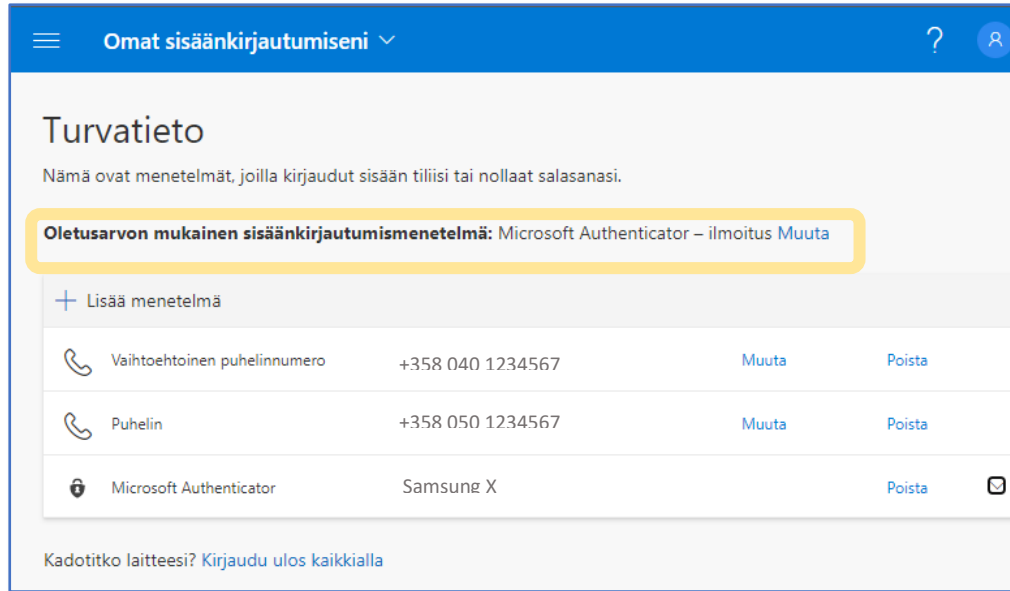 Omat sisäänkirjautumiseni
?
Turvatieto
Nämä ovat menetelmät, joilla kirjaudut sisään tiliisi tai nollaat salasanasi.
Oletusarvon mukainen sisäänkirjautumismenetelmä: Microsoft Authenticator – ilmoitus Muuta
+ Lisää menetelmä
Vaihtoehtoinen puhelinnumero +358 040 1234567 Muuta Poista
Puhelin +358 050 1234567 Muuta Poista
Microsoft Authenticator Samsung X Poista
Kadotitko laitteesi? Kirjaudu ulos kaikkialla